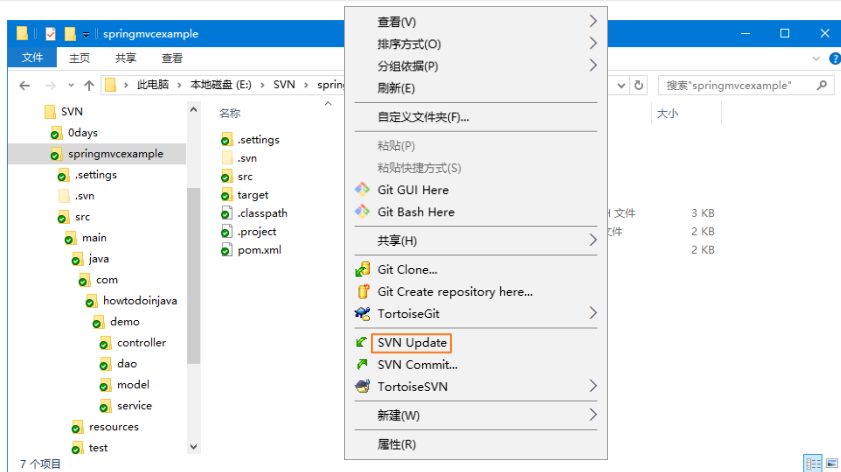 springmvcexample
文件 主页 共享 查看
此电脑 本地磁盘 (E:) SVN
搜索"springmvcexample"
SVN
0days
springmvcexample
.settings
.svn
src
main
java
com
howtodoinjava
demo
controller
dao
model
service
resources
test
名称
.settings
.svn
src
target
.classpath
.project
pom.xml
查看(V)
排序方式(O)
分组依据(P)
刷新(E)
自定义文件夹(F)...
粘贴(P)
粘贴快捷方式(S)
Git GUI Here
Git Bash Here
共享(H)
Git Clone...
Git Create repository here...
TortoiseGit
SVN Update
SVN Commit...
TortoiseSVN
新建(W)
属性(R)
大小
文件 3 KB
文件 2 KB
2 KB
7 个项目